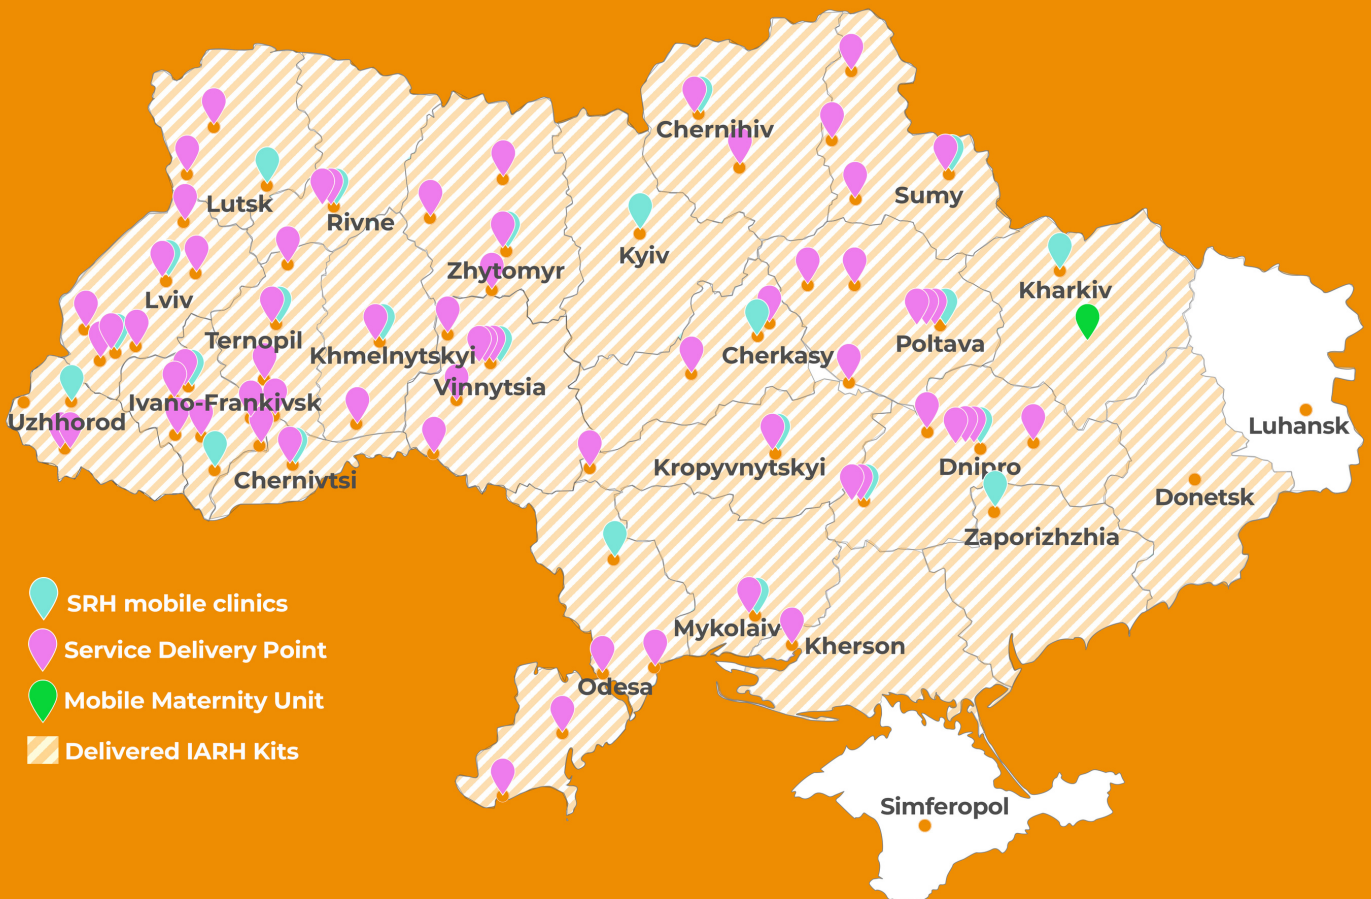 Chernihiv
Sumy
Lutsk
Rivne
Kyiv
Zhytomyr
Kharkiv
Lviv
Ternopil
Khmelnytskyi
Cherkasy
Poltava
Vinnytsia
Ivano-Frankivsk
Uzhhorod
Luhansk
Kropyvnytskyi
Dnipro
Chernivtsi
Donetsk
Zaporizhzhia
SRH mobile clinics
Mykolaiv
Service Delivery Point
Kherson
Odesa
Mobile Maternity Unit
Delivered IARH Kits
Simferopol